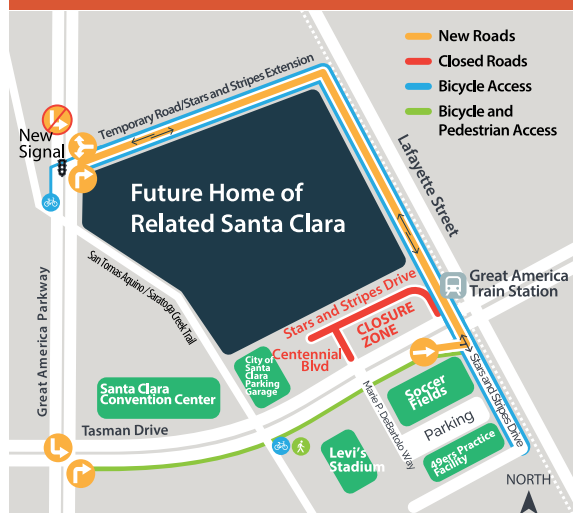 New Roads
Closed Roads
Bicycle Access
Bicycle and
Pedestrian Access
Temporary Road/Stars and Stripes Extension
New
Signal
Lafayette Street
Future Home of
Related Santa Clara
San Tomas Aquino / Saratoga Creek Trail
Great America Parkway
Great America
Train Station
Stars and Stripes Drive
CLOSURE
ZONE
Centennial
Blvd
City of
Santa
Clara
Parking
Garage
Santa Clara
Convention Center
Tasman Drive
Marie P. DeBartolo Way
Soccer
Fields
Parking
49ers Practice
Facility
Stars and Stripes Drive
Levi's
Stadium
NORTH